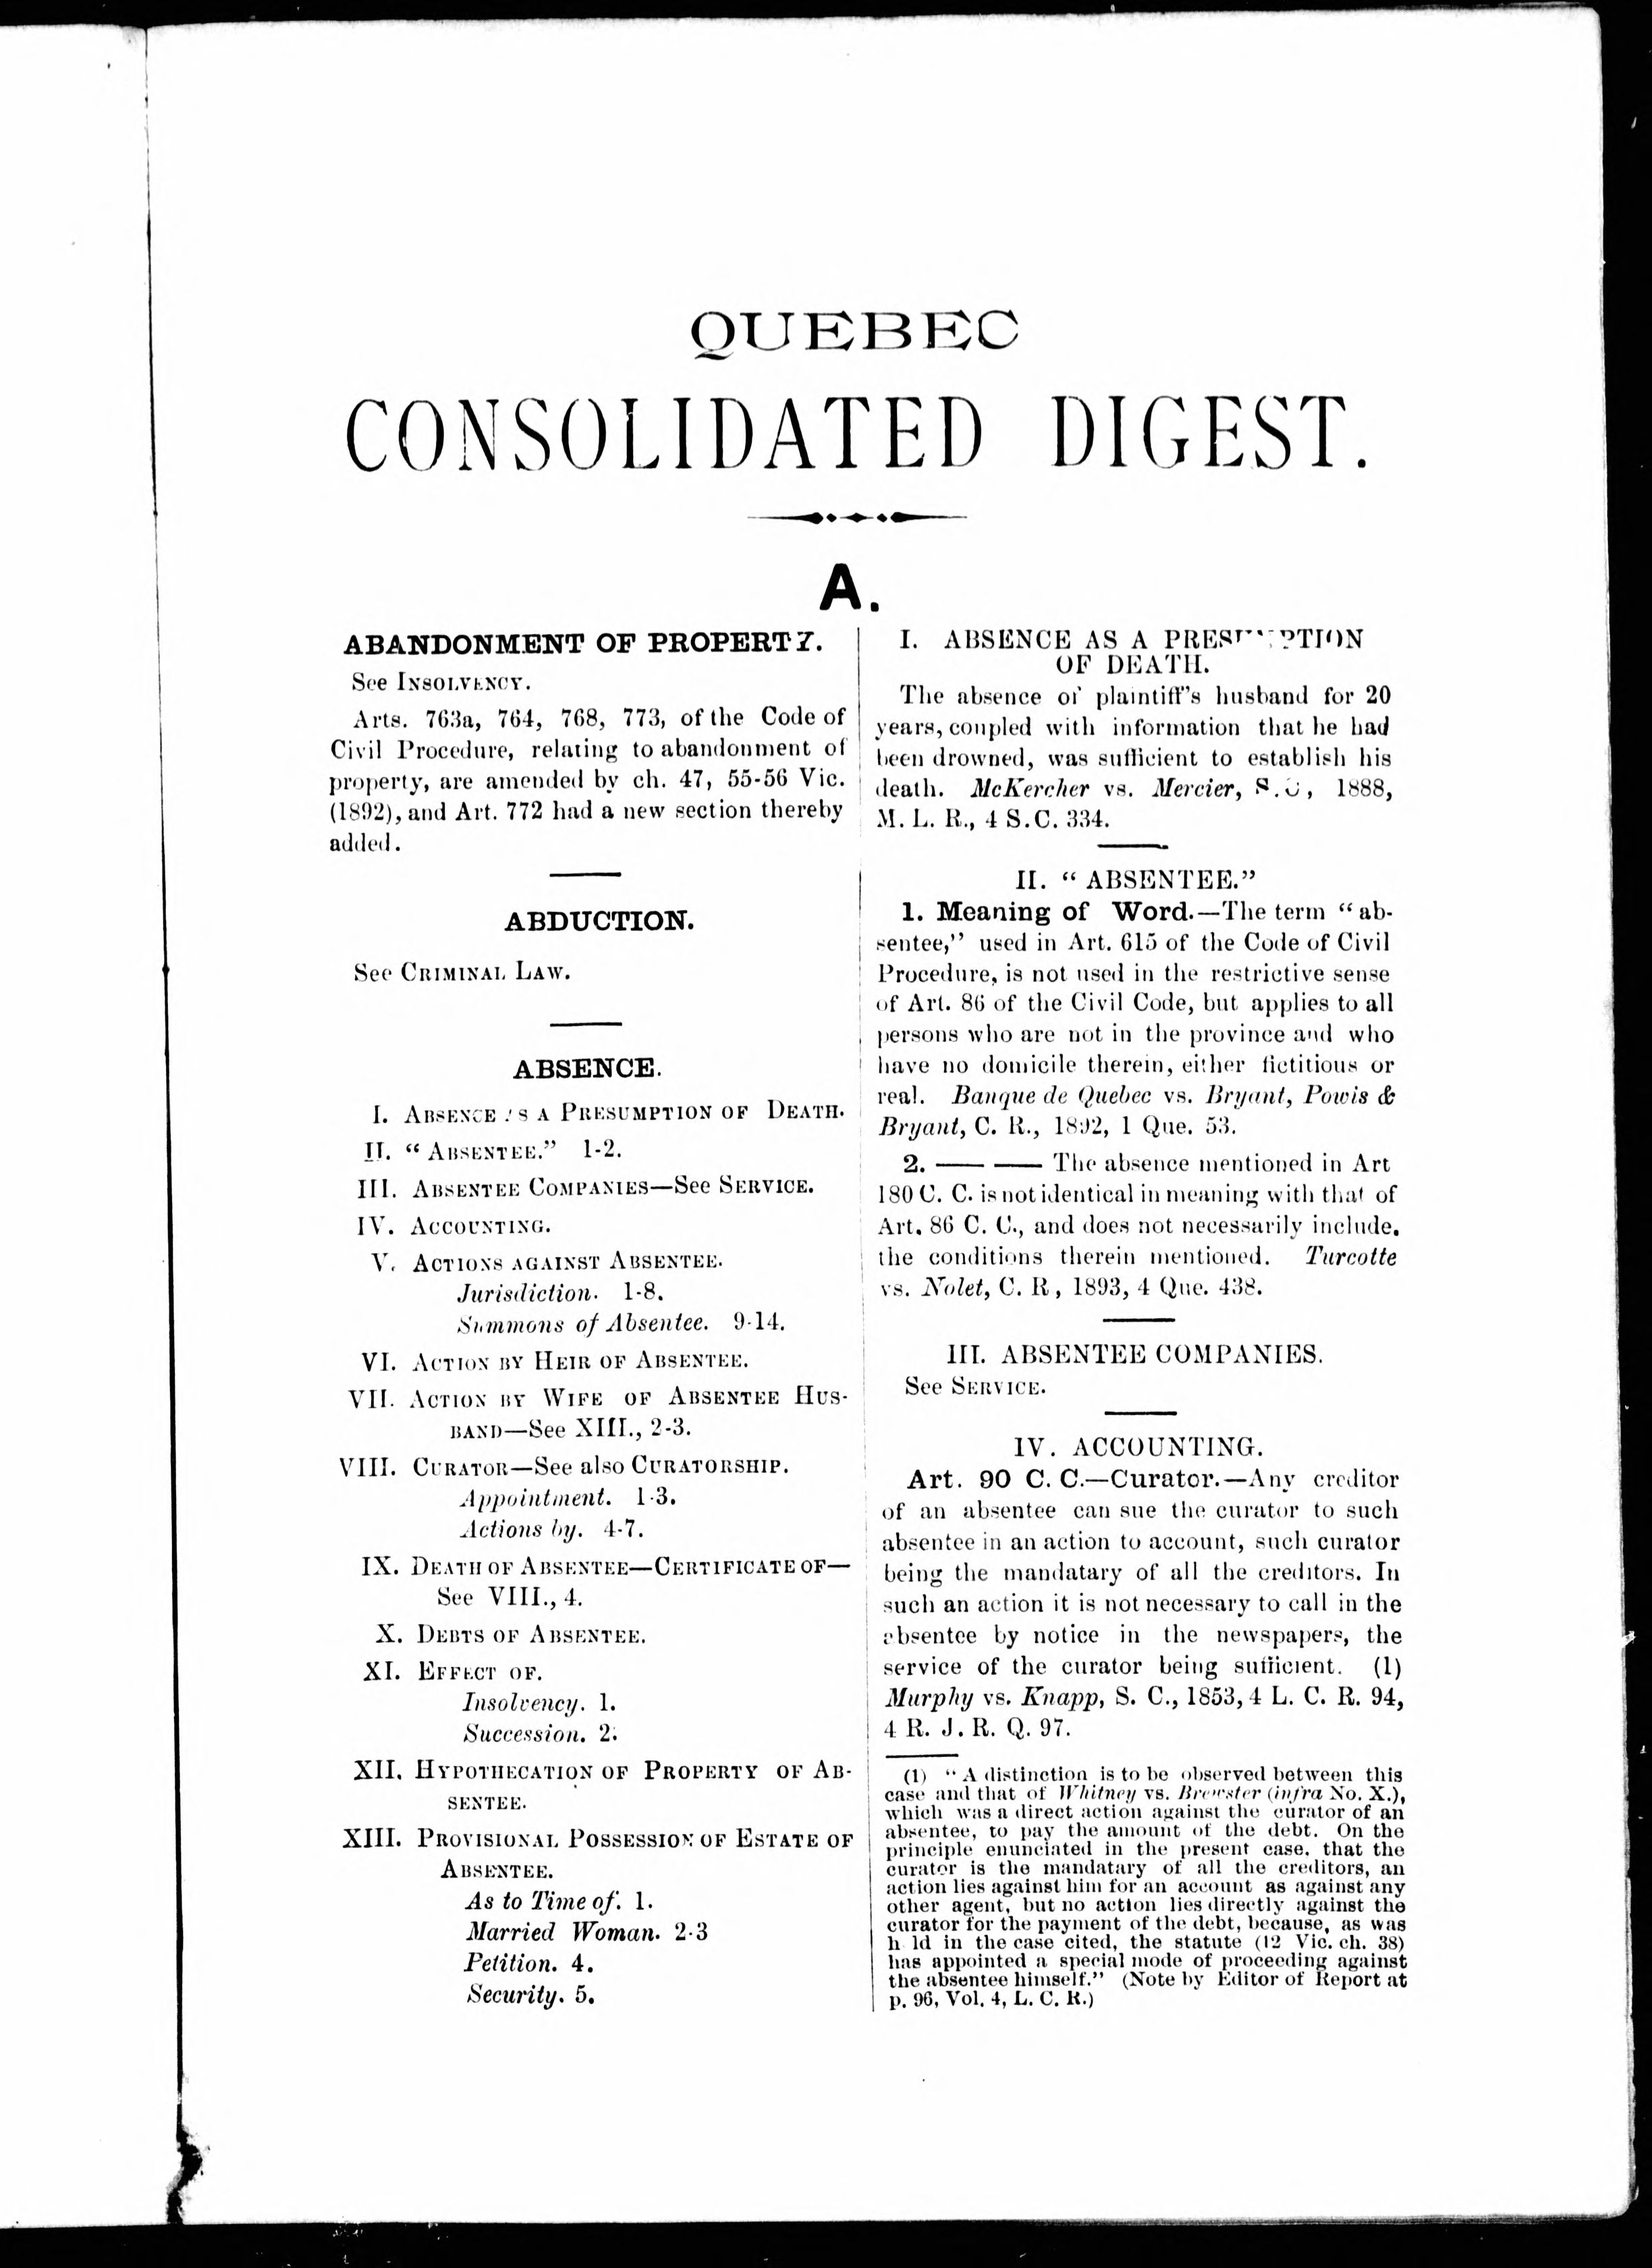 QUEBEC
CONSOLIDATED DIGEST.
A.
ABANDONMENT OF PROPERTY.
See INSOLVENCY.
Arts. 763a, 764, 768, 773, of the Code of
Civil Procedure, relating to abandonment of
property, are amended by ch. 47, 55-56 Vic.
(1892), and Art. 772 had a new section thereby
added.
ABDUCTION.
See CRIMINAL LAW.
ABSENCE.
I. ABSENCE AS A PRESUMPTION OF DEATH.
II. “ ABSENTEE.” 1-2.
III. ABSENTEE COMPANIES—See SERVICE.
IV. ACCOUNTING.
V. ACTIONS AGAINST ABSENTEE.
Jurisdiction. 1-8.
Summons of Absentee. 9-14.
VI. ACTION BY HEIR OF ABSENTEE.
VII. ACTION BY WIFE OF ABSENTEE HUS-
BAND—See XIII., 2-3.
VIII. CURATOR—See also CURATORSHIP.
Appointment. 1-3.
Actions by. 4-7.
IX. DEATH OF ABSENTEE—CERTIFICATE OF—
See VIII., 4.
X. DEBTS OF ABSENTEE.
XI. EFFECT OF.
Insolvency. 1.
Succession. 2.
XII. HYPOTHECATION OF PROPERTY OF AB-
SENTEE.
XIII. PROVISIONAL POSSESSION OF ESTATE OF
ABSENTEE.
As to Time of. 1.
Married Woman. 2-3
Petition. 4.
Security. 5.
I. ABSENCE AS A PRESUMPTION
OF DEATH.
The absence of plaintiff's husband for 20
years, coupled with information that he had
been drowned, was sufficient to establish his
death. McKercher vs. Mercier, S.C, 1888,
M. L. R., 4 S.C. 334.
II. “ ABSENTEE.”
1. Meaning of Word.—The term “ ab-
sentee,” used in Art. 615 of the Code of Civil
Procedure, is not used in the restrictive sense
of Art. 86 of the Civil Code, but applies to all
persons who are not in the province and who
have no domicile therein, either fictitious or
real. Banque de Quebec vs. Bryant, Powis &
Bryant, C. R., 1892, 1 Que. 53.
2. —— —— The absence mentioned in Art
180 C. C. is not identical in meaning with that of
Art. 86 C. C., and does not necessarily include.
the conditions therein mentioned. Turcotte
vs. Nolet, C. R, 1893, 4 Que. 438.
III. ABSENTEE COMPANIES.
See SERVICE.
IV. ACCOUNTING.
Art. 90 C. C.—Curator.—Any creditor
of an absentee can sue the curator to such
absentee in an action to account, such curator
being the mandatary of all the creditors. In
such an action it is not necessary to call in the
absentee by notice in the newspapers, the
service of the curator being sufficient. (1)
Murphy vs. Knapp, S. C., 1853, 4 L. C. R. 94,
4 R. J. R. Q. 97.
(1) “ A distinction is to be observed between this
case and that of Whitney vs. Brewster (infra No. X.),
which was a direct action against the curator of an
absentee, to pay the amount of the debt. On the
principle enunciated in the present case, that the
curator is the mandatary of all the creditors, an
action lies against him for an account as against any
other agent, but no action lies directly against the
curator for the payment of the debt, because, as was
h ld in the case cited, the statute (12 Vic. ch. 38)
has appointed a special mode of proceeding against
the absentee himself.” (Note by Editor of Report at
p. 96, Vol. 4, L. C. R.)